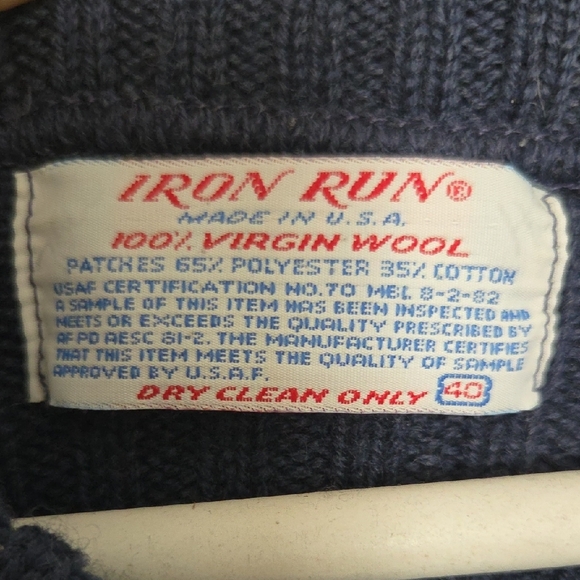 IRON RUN®
MADE IN U.S.A.
100% VIRGIN WOOL
PATCHES 65% POLYESTER 35% COTTON
USAF CERTIFICATION NO. 70 MEL 8-2-82
A SAMPLE OF THIS ITEM HAS BEEN INSPECTED AND
MEETS OR EXCEEDS THE QUALITY PRESCRIBED BY
AF PD AESC 81-2. THE MANUFACTURER CERTIFIES
THAT THIS ITEM MEETS THE QUALITY OF SAMPLE
APPROVED BY U.S.A.F.
DRY CLEAN ONLY 40